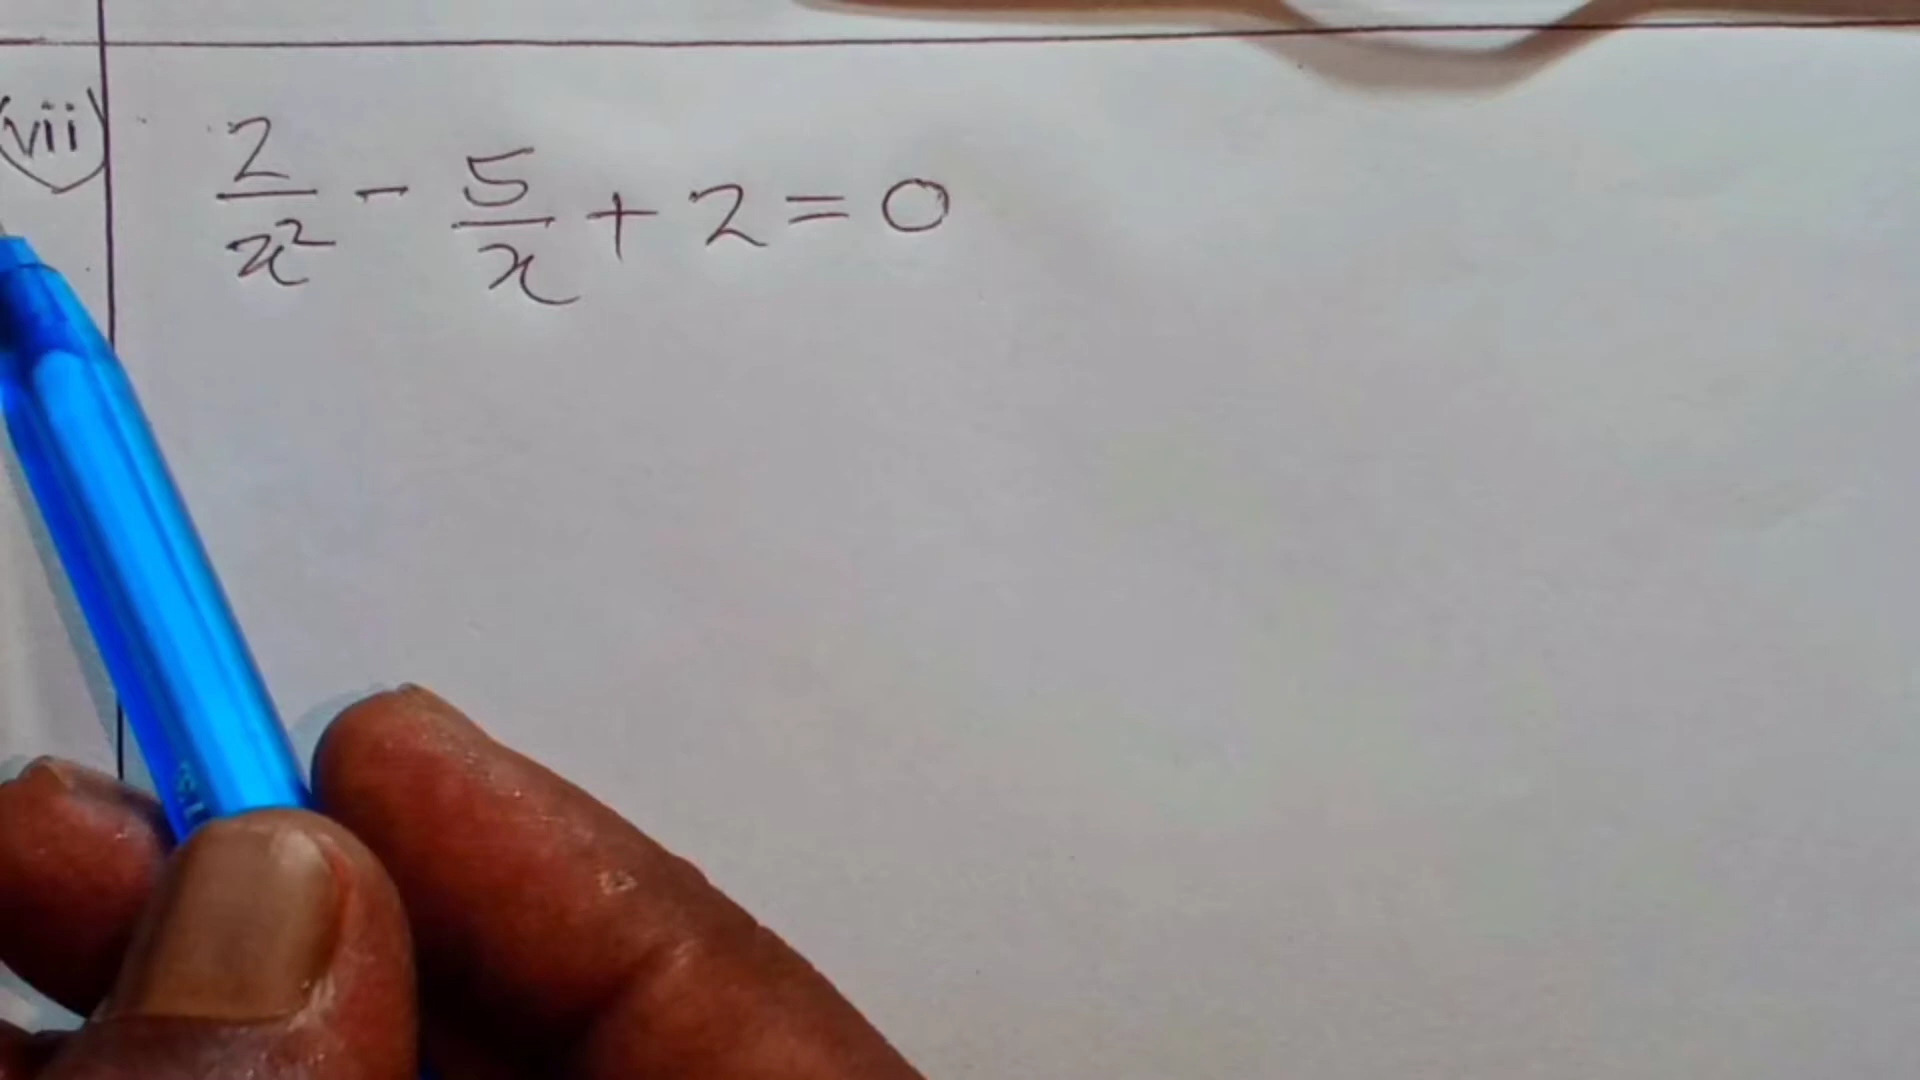 (vii) 2/x² - 5/x + 2 = 0